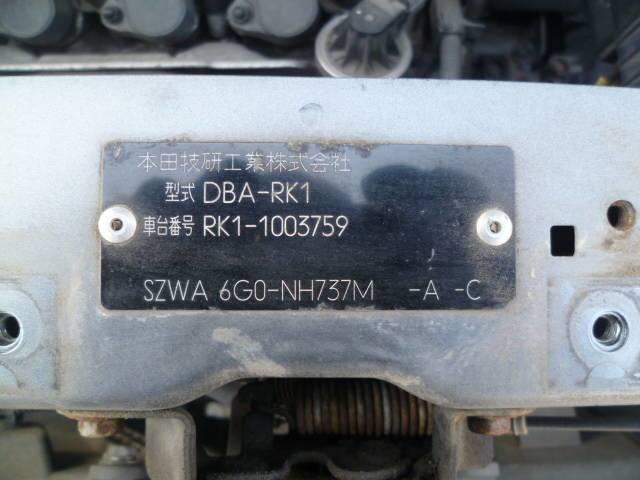 本田技研工業株式会社
型式 DBA-RK1
車台番号 RK1-1003759
SZWA 6G0-NH737M -A -C